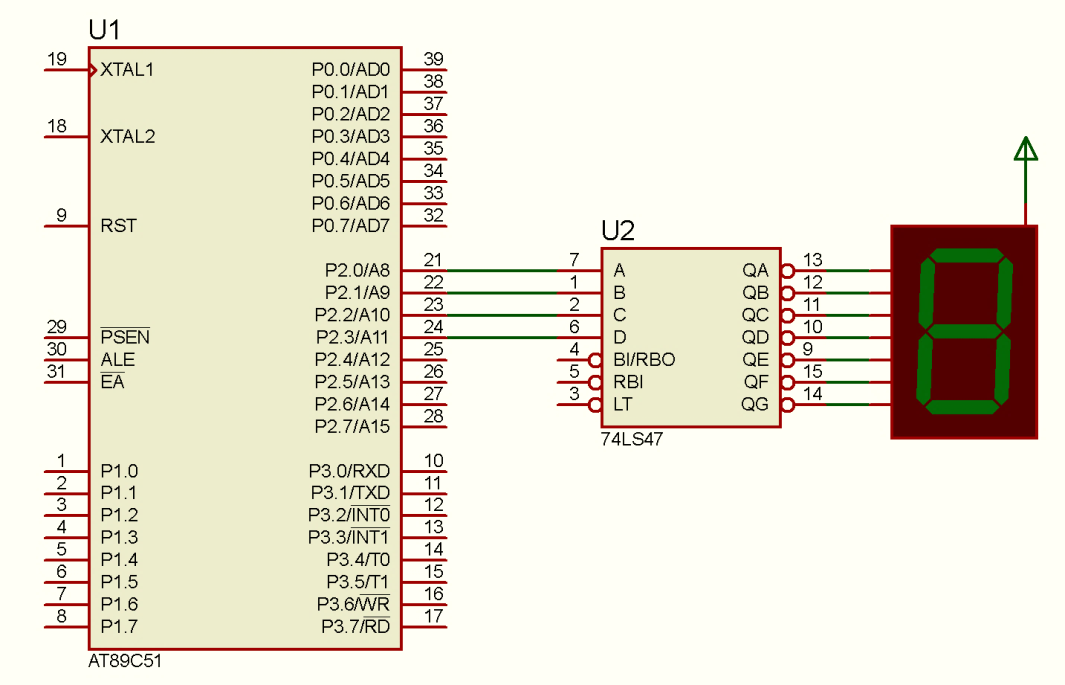 U1
19 XTAL1 P0.0/AD0 39
P0.1/AD1 38
P0.2/AD2 37
18 XTAL2 P0.3/AD3 36
P0.4/AD4 35
P0.5/AD5 34
P0.6/AD6 33
9 RST P0.7/AD7 32
P2.0/A8 21
P2.1/A9 22
P2.2/A10 23
29 PSEN P2.3/A11 24
30 ALE P2.4/A12 25
31 EA P2.5/A13 26
P2.6/A14 27
P2.7/A15 28
1 P1.0 P3.0/RXD 10
2 P1.1 P3.1/TXD 11
3 P1.2 P3.2/INT0 12
4 P1.3 P3.3/INT1 13
5 P1.4 P3.4/T0 14
6 P1.5 P3.5/T1 15
7 P1.6 P3.6/WR 16
8 P1.7 P3.7/RD 17
AT89C51
U2
7 A QA 13
1 B QB 12
2 C QC 11
6 D QD 10
4 BI/RBO QE 9
5 RBI QF 15
3 LT QG 14
74LS47